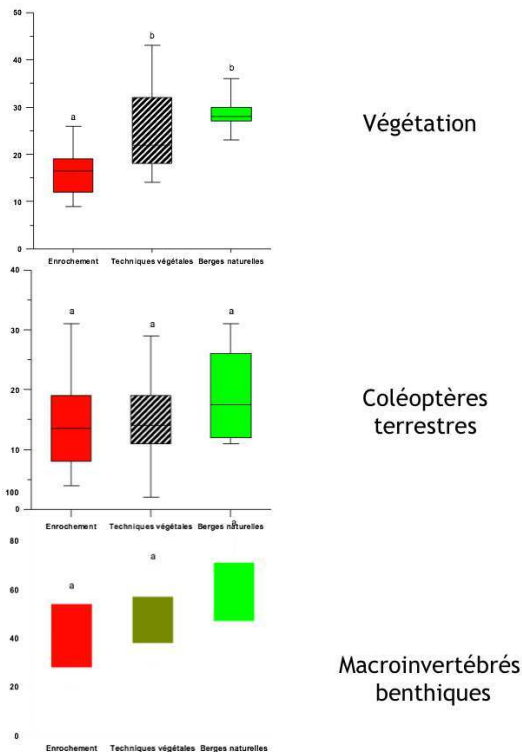 50
40
30
20
10
0
a
b
b
Enrochement Techniques végétales Berges naturelles
Végétation
40
30
20
10
0
a
a
a
Enrochement Techniques végétales Berges naturelles
Coléoptères
terrestres
100
80
60
40
20
0
a
a
a
Enrochement Techniques végétales Berges naturelles
Macroinvertébrés
benthiques